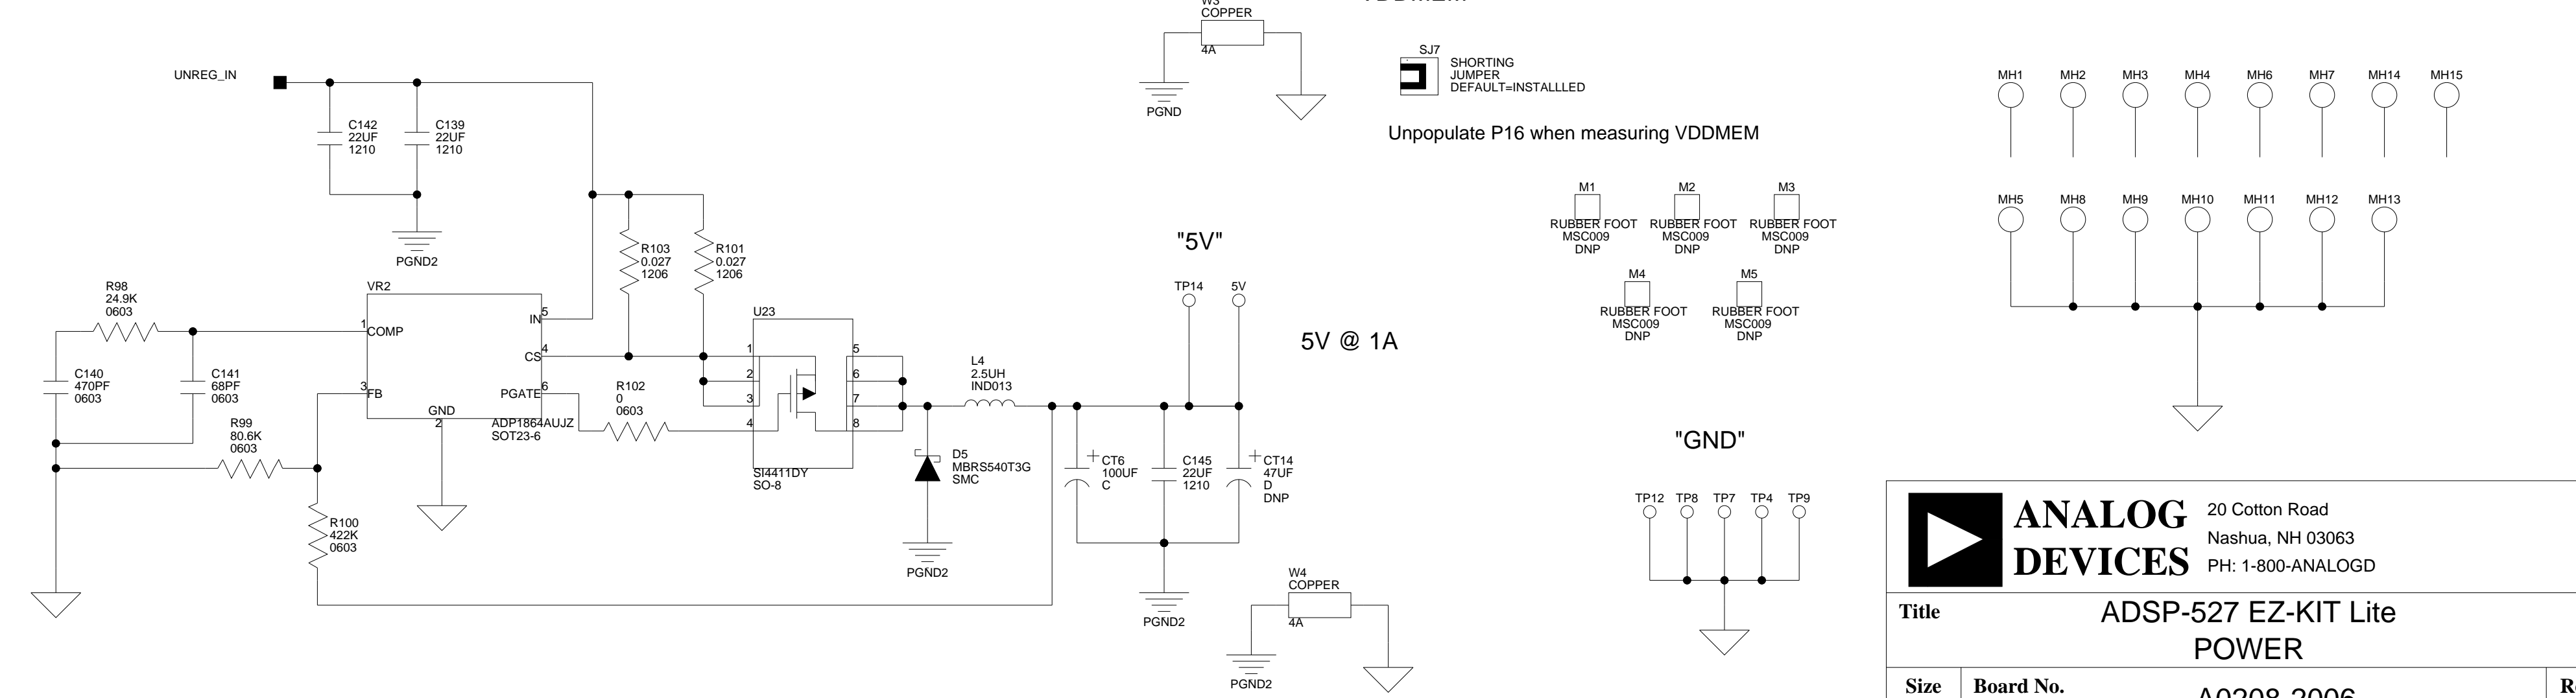 W3
COPPER
4A
PGND
SJ7
SHORTING
JUMPER
DEFAULT=INSTALLLED
Unpopulate P16 when measuring VDDMEM
UNREG_IN
C142
22UF
1210
C139
22UF
1210
PGND2
R103
0.027
1206
R101
0.027
1206
R98
24.9K
0603
VR2
1
COMP
3
FB
GND
2
IN
5
CS
4
PGATE
6
ADP1864AUJZ
SOT23-6
C140
470PF
0603
C141
68PF
0603
R99
80.6K
0603
R100
422K
0603
R102
0
0603
U23
1
2
3
4
5
6
7
8
SI4411DY
SO-8
D5
MBRS540T3G
SMC
PGND2
L4
2.5UH
IND013
"5V"
TP14
5V
5V @ 1A
CT6
100UF
C
C145
22UF
1210
CT14
47UF
D
DNP
PGND2
W4
COPPER
4A
PGND2
M1
RUBBER FOOT
MSC009
DNP
M2
RUBBER FOOT
MSC009
DNP
M3
RUBBER FOOT
MSC009
DNP
M4
RUBBER FOOT
MSC009
DNP
M5
RUBBER FOOT
MSC009
DNP
"GND"
TP12 TP8 TP7 TP4 TP9
MH1 MH2 MH3 MH4 MH6 MH7 MH14 MH15
MH5 MH8 MH9 MH10 MH11 MH12 MH13
ANALOG
DEVICES
20 Cotton Road
Nashua, NH 03063
PH: 1-800-ANALOGD
Title
ADSP-527 EZ-KIT Lite
POWER
Size
Board No.
A0208-2006